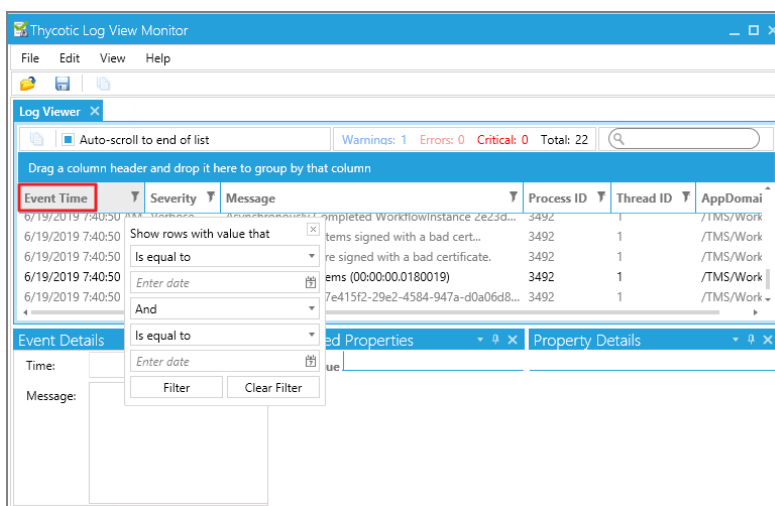 Thycotic Log View Monitor
File Edit View Help
Log Viewer
Auto-scroll to end of list Warnings: 1 Errors: 0 Critical: 0 Total: 22
Drag a column header and drop it here to group by that column
Event Time Severity Message Process ID Thread ID AppDomai
6/19/2019 7:40:50 AM Verbose Asynchronously Completed WorkflowInstance 2e23d... 3492 1 /TMS/Work
6/19/2019 7:40:50 tems signed with a bad cert... 3492 1 /TMS/Work
6/19/2019 7:40:50 re signed with a bad certificate. 3492 1 /TMS/Work
6/19/2019 7:40:50 ems (00:00:00.0180019) 3492 1 /TMS/Work
6/19/2019 7:40:50 7e415f2-29e2-4584-947a-d0a06d8... 3492 1 /TMS/Work
Show rows with value that
Is equal to
Enter date
And
Is equal to
Enter date
Filter Clear Filter
Event Details ed Properties Property Details
Time: ue
Message: